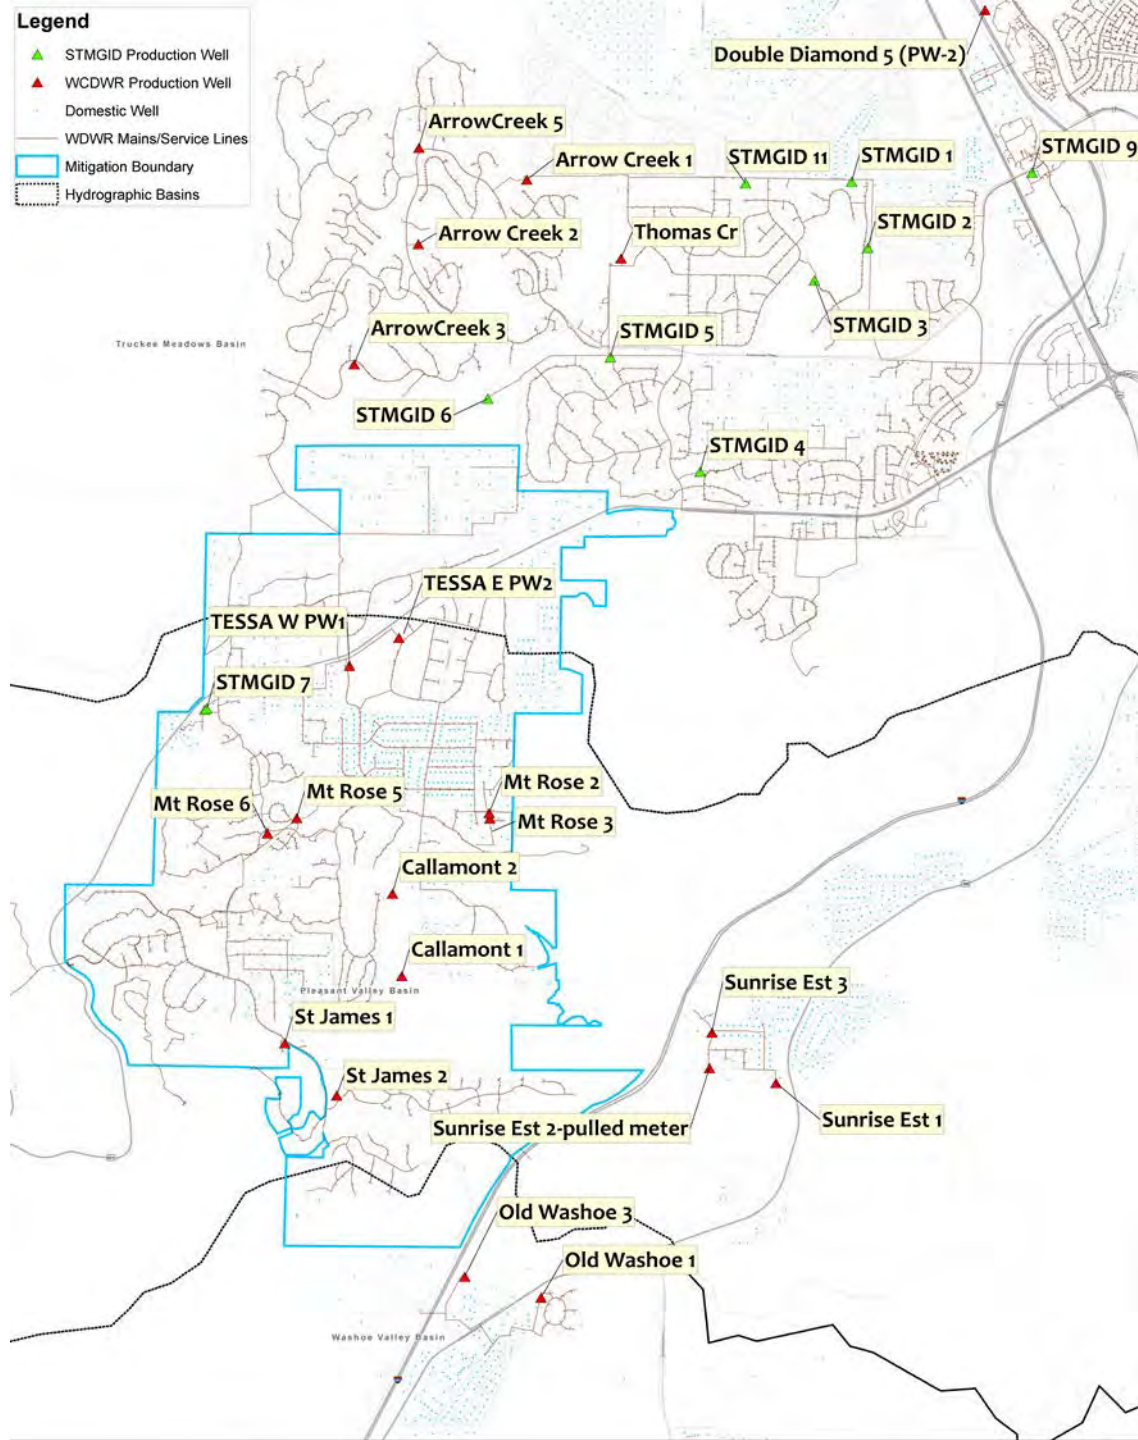 Legend
STMGID Production Well
WCDWR Production Well
Domestic Well
WDWR Mains/Service Lines
Mitigation Boundary
Hydrographic Basins
Double Diamond 5 (PW-2)
ArrowCreek 5
Arrow Creek 1
STMGID 11
STMGID 1
STMGID 9
Arrow Creek 2
Thomas Cr
STMGID 2
ArrowCreek 3
STMGID 5
STMGID 3
Truckee Meadows Basin
STMGID 6
STMGID 4
TESSA E PW2
TESSA W PW1
STMGID 7
Mt Rose 2
Mt Rose 5
Mt Rose 6
Mt Rose 3
Callamont 2
Callamont 1
Pleasant Valley Basin
Sunrise Est 3
St James 1
St James 2
Sunrise Est 2-pulled meter
Sunrise Est 1
Old Washoe 3
Old Washoe 1
Washoe Valley Basin